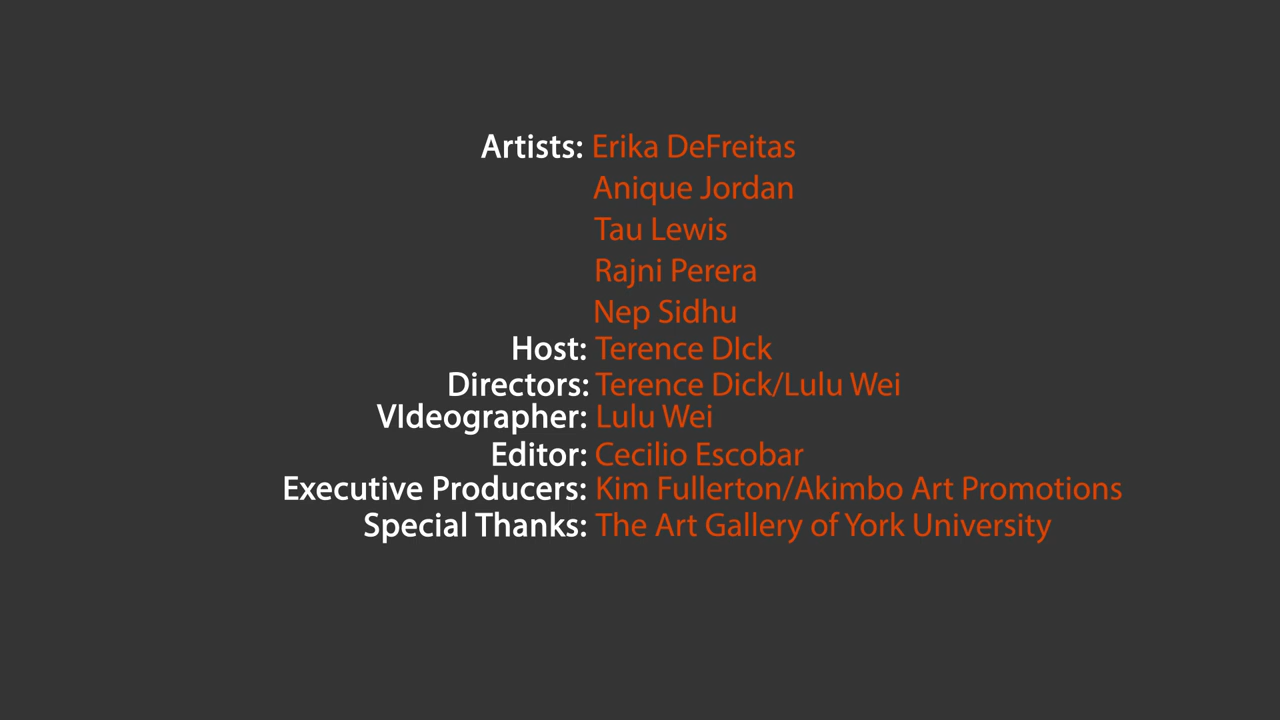 Artists: Erika DeFreitas
Anique Jordan
Tau Lewis
Rajni Perera
Nep Sidhu
Host: Terence DIck
Directors: Terence Dick/Lulu Wei
VIdeographer: Lulu Wei
Editor: Cecilio Escobar
Executive Producers: Kim Fullerton/Akimbo Art Promotions
Special Thanks: The Art Gallery of York University